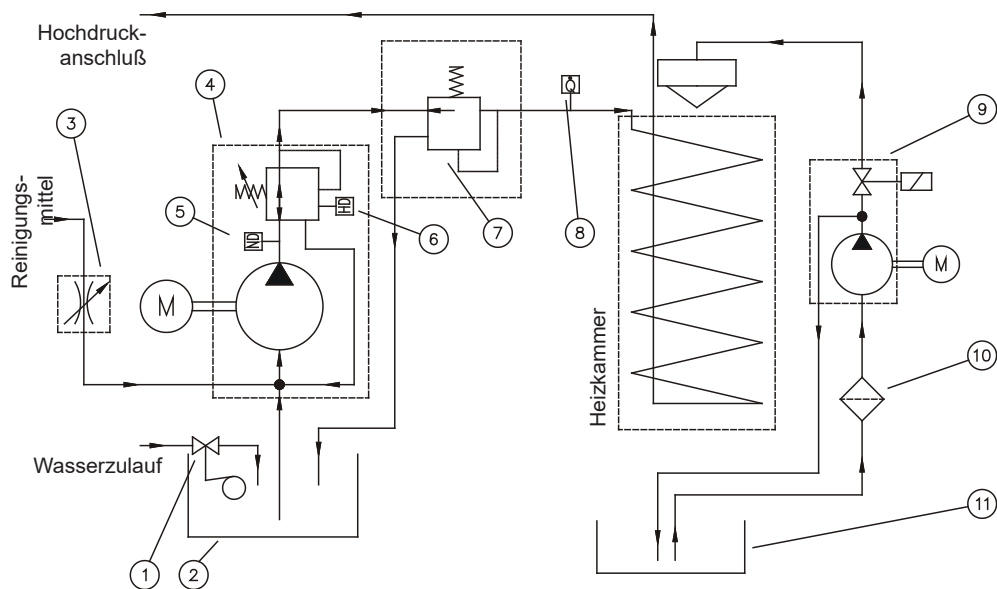 Hochdruck-
anschluß
4
3
9
Reinigungs-
mittel
5
HD
6
7
8
Q
ND
M
M
Heizkammer
10
Wasserzulauf
11
1
2